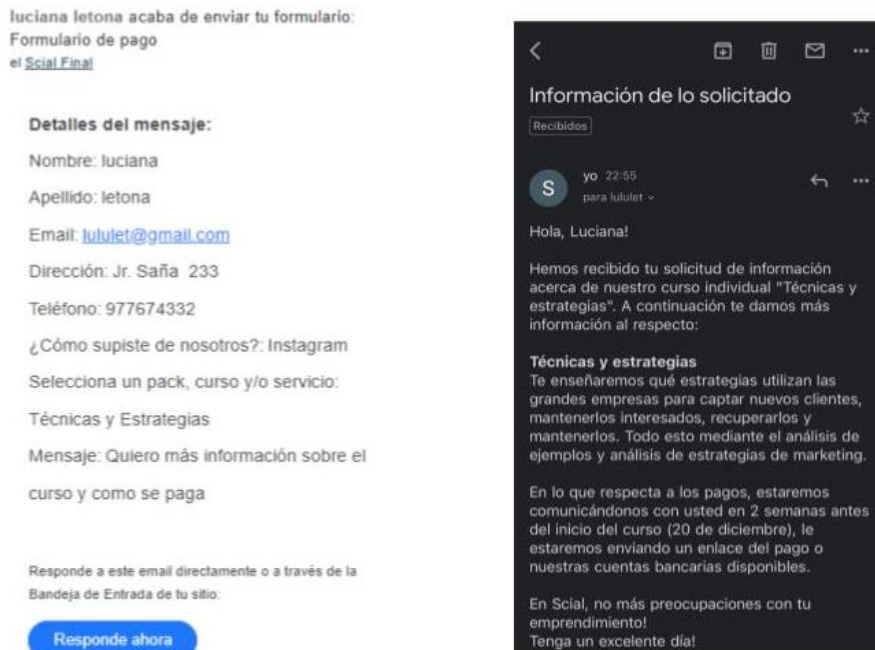 luciana letona acaba de enviar tu formulario:
Formulario de pago
el Scial Final
Detalles del mensaje:
Nombre: luciana
Apellido: letona
Email: lululet@gmail.com
Dirección: Jr. Saña 233
Teléfono: 977674332
¿Cómo supiste de nosotros?: Instagram
Selecciona un pack, curso y/o servicio:
Técnicas y Estrategias
Mensaje: Quiero más información sobre el
curso y como se paga
Responde a este email directamente o a través de la
Bandeja de Entrada de tu sitio:
Responde ahora
Información de lo solicitado
Recibidos
S
yo 22:55
para lululet
Hola, Luciana!
Hemos recibido tu solicitud de información
acerca de nuestro curso individual "Técnicas y
estrategias". A continuación te damos más
información al respecto:
Técnicas y estrategias
Te enseñaremos qué estrategias utilizan las
grandes empresas para captar nuevos clientes,
mantenerlos interesados, recuperarlos y
mantenerlos. Todo esto mediante el análisis de
ejemplos y análisis de estrategias de marketing.
En lo que respecta a los pagos, estaremos
comunicándonos con usted en 2 semanas antes
del inicio del curso (20 de diciembre), le
estaremos enviando un enlace del pago o
nuestras cuentas bancarias disponibles.
En Scial, no más preocupaciones con tu
emprendimiento!
Tenga un excelente día!